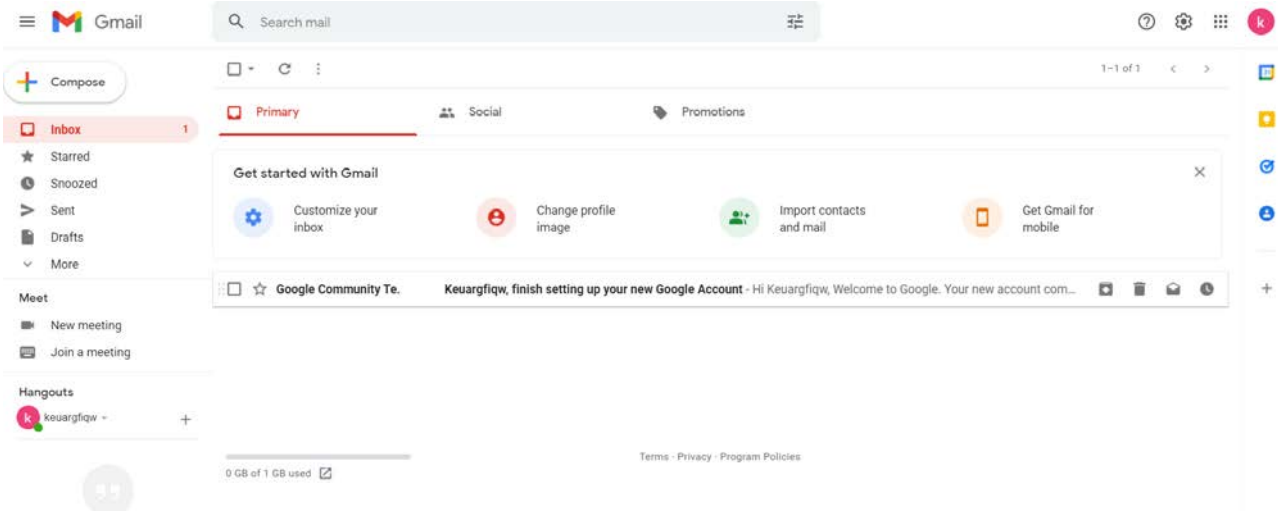 Gmail
Search mail
k
Compose
1–1 of 1
Primary
Social
Promotions
Inbox 1
Starred
Snoozed
Sent
Drafts
More
Get started with Gmail
Customize your
inbox
Change profile
image
Import contacts
and mail
Get Gmail for
mobile
Google Community Te. Keuargfiqw, finish setting up your new Google Account - Hi Keuargfiqw, Welcome to Google. Your new account com...
Meet
New meeting
Join a meeting
Hangouts
k keuargfiqw
Terms · Privacy · Program Policies
0 GB of 1 GB used